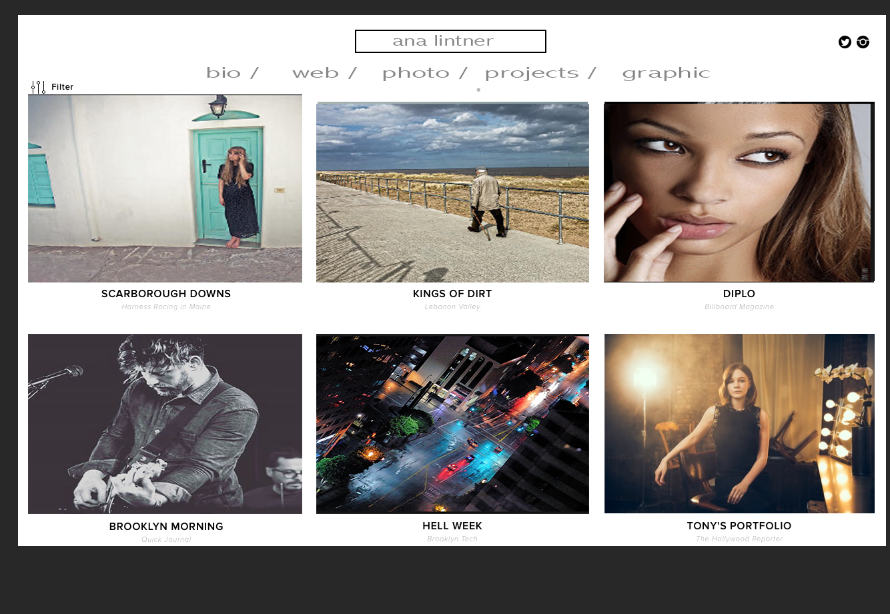 ana lintner
bio / web / photo / projects / graphic
Filter
SCARBOROUGH DOWNS
Harness Racing in Maine
KINGS OF DIRT
Lebanon Valley
DIPLO
Billboard Magazine
BROOKLYN MORNING
Quick Journal
HELL WEEK
Brooklyn Tech
TONY'S PORTFOLIO
The Hollywood Reporter